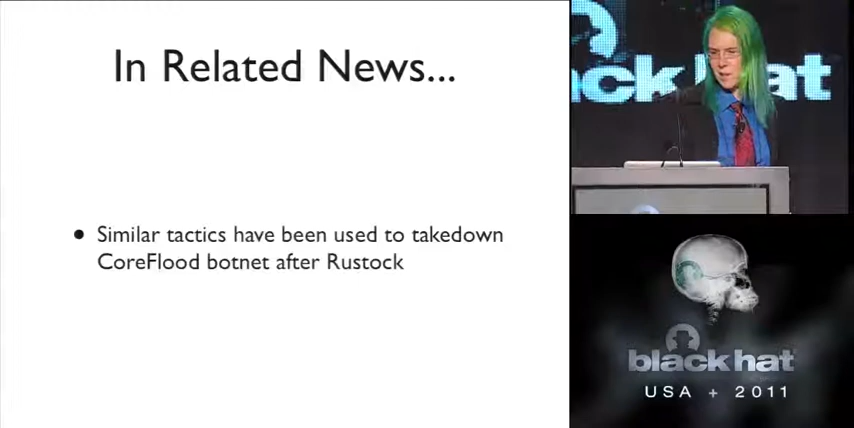 In Related News...
• Similar tactics have been used to takedown
CoreFlood botnet after Rustock
black hat
black hat
USA + 2011